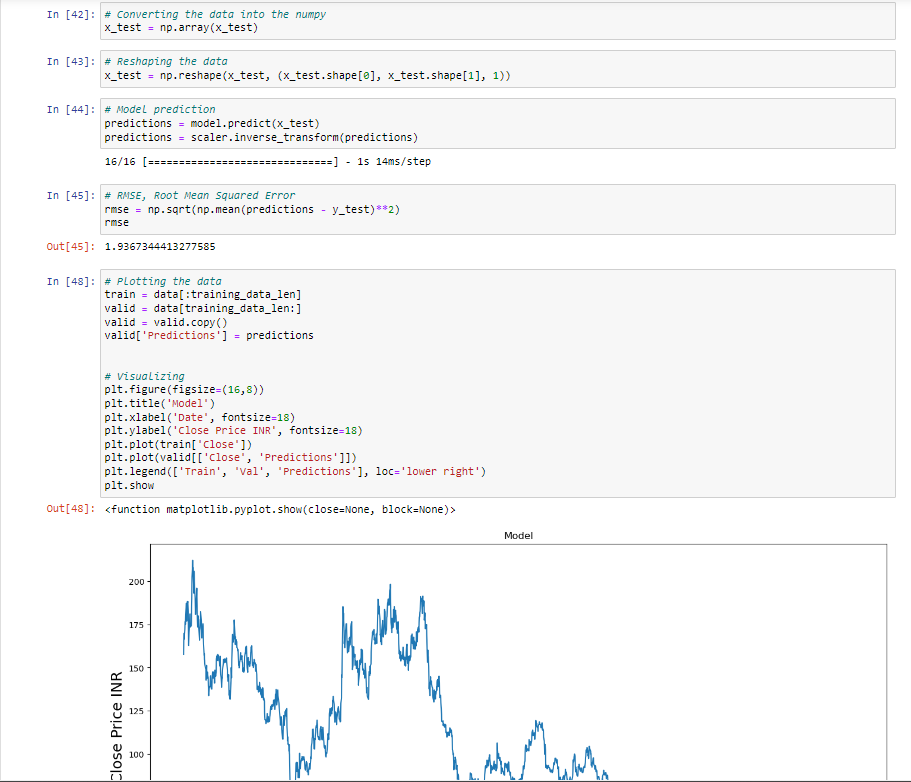 In [42]: # Converting the data into the numpy
x_test = np.array(x_test)
In [43]: # Reshaping the data
x_test = np.reshape(x_test, (x_test.shape[0], x_test.shape[1], 1))
In [44]: # Model prediction
predictions = model.predict(x_test)
predictions = scaler.inverse_transform(predictions)
16/16 [==============================] - 1s 14ms/step
In [45]: # RMSE, Root Mean Squared Error
rmse = np.sqrt(np.mean(predictions - y_test)**2)
rmse
Out[45]: 1.9367344413277585
In [48]: # Plotting the data
train = data[:training_data_len]
valid = data[training_data_len:]
valid = valid.copy()
valid['Predictions'] = predictions
# Visualizing
plt.figure(figsize=(16,8))
plt.title('Model')
plt.xlabel('Date', fontsize=18)
plt.ylabel('Close Price INR', fontsize=18)
plt.plot(train['Close'])
plt.plot(valid[['Close', 'Predictions']])
plt.legend(['Train', 'Val', 'Predictions'], loc='lower right')
plt.show
Out[48]: <function matplotlib.pyplot.show(close=None, block=None)>
Model
200
175
150
125
100
Close Price INR